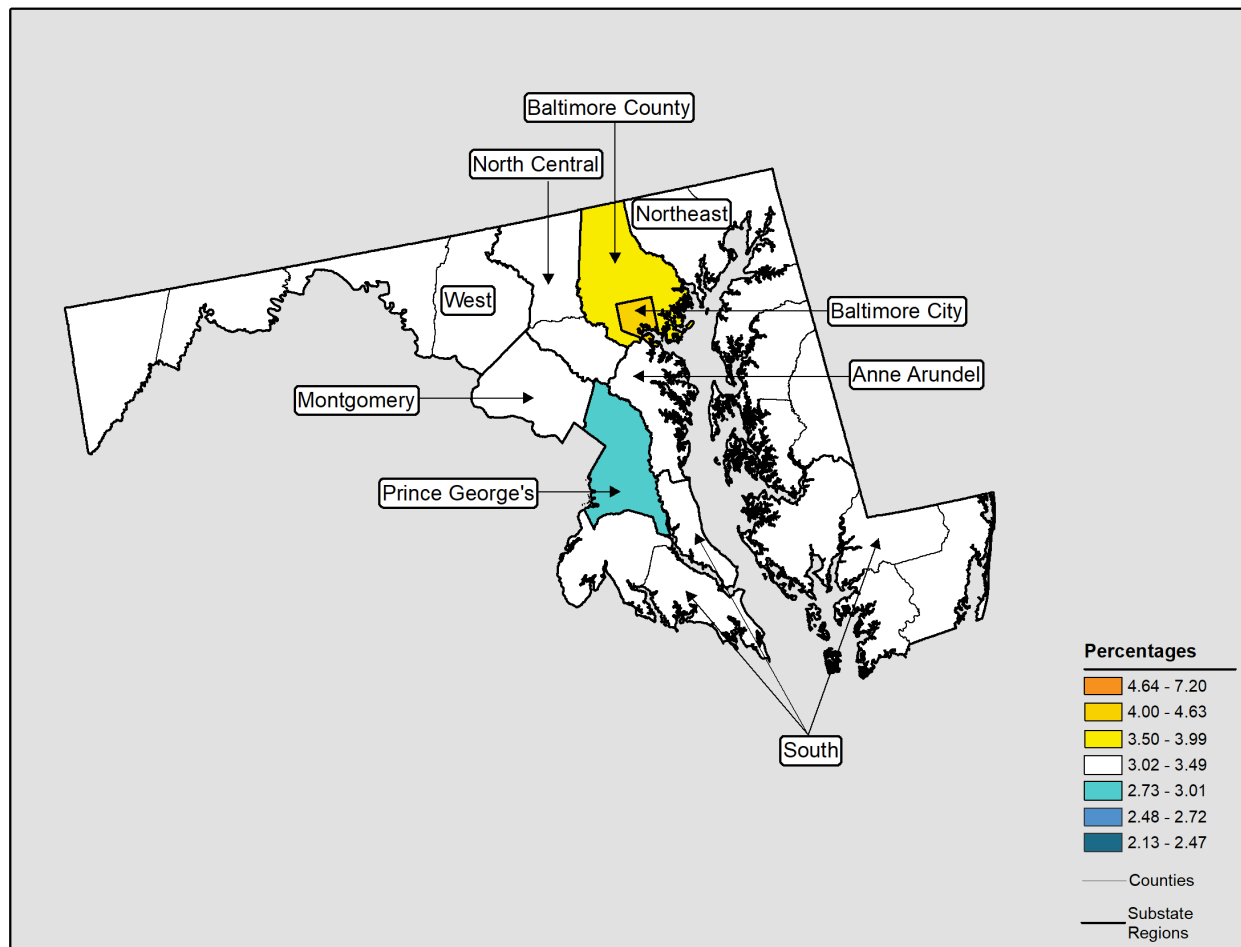 Baltimore County
North Central
Northeast
West
Baltimore City
Anne Arundel
Montgomery
Prince George's
South
Percentages
4.64 - 7.20
4.00 - 4.63
3.50 - 3.99
3.02 - 3.49
2.73 - 3.01
2.48 - 2.72
2.13 - 2.47
Counties
Substate
Regions